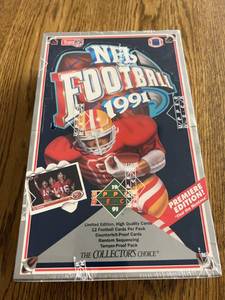 NFL
FOOTBALL
1991
PREMIERE
EDITION!
Limited Edition, High Quality Cards
12 Football Cards Per Pack
Counterfeit-Proof Cards
Random Sequencing
Tamper-Proof Pack
THE COLLECTOR'S CHOICE